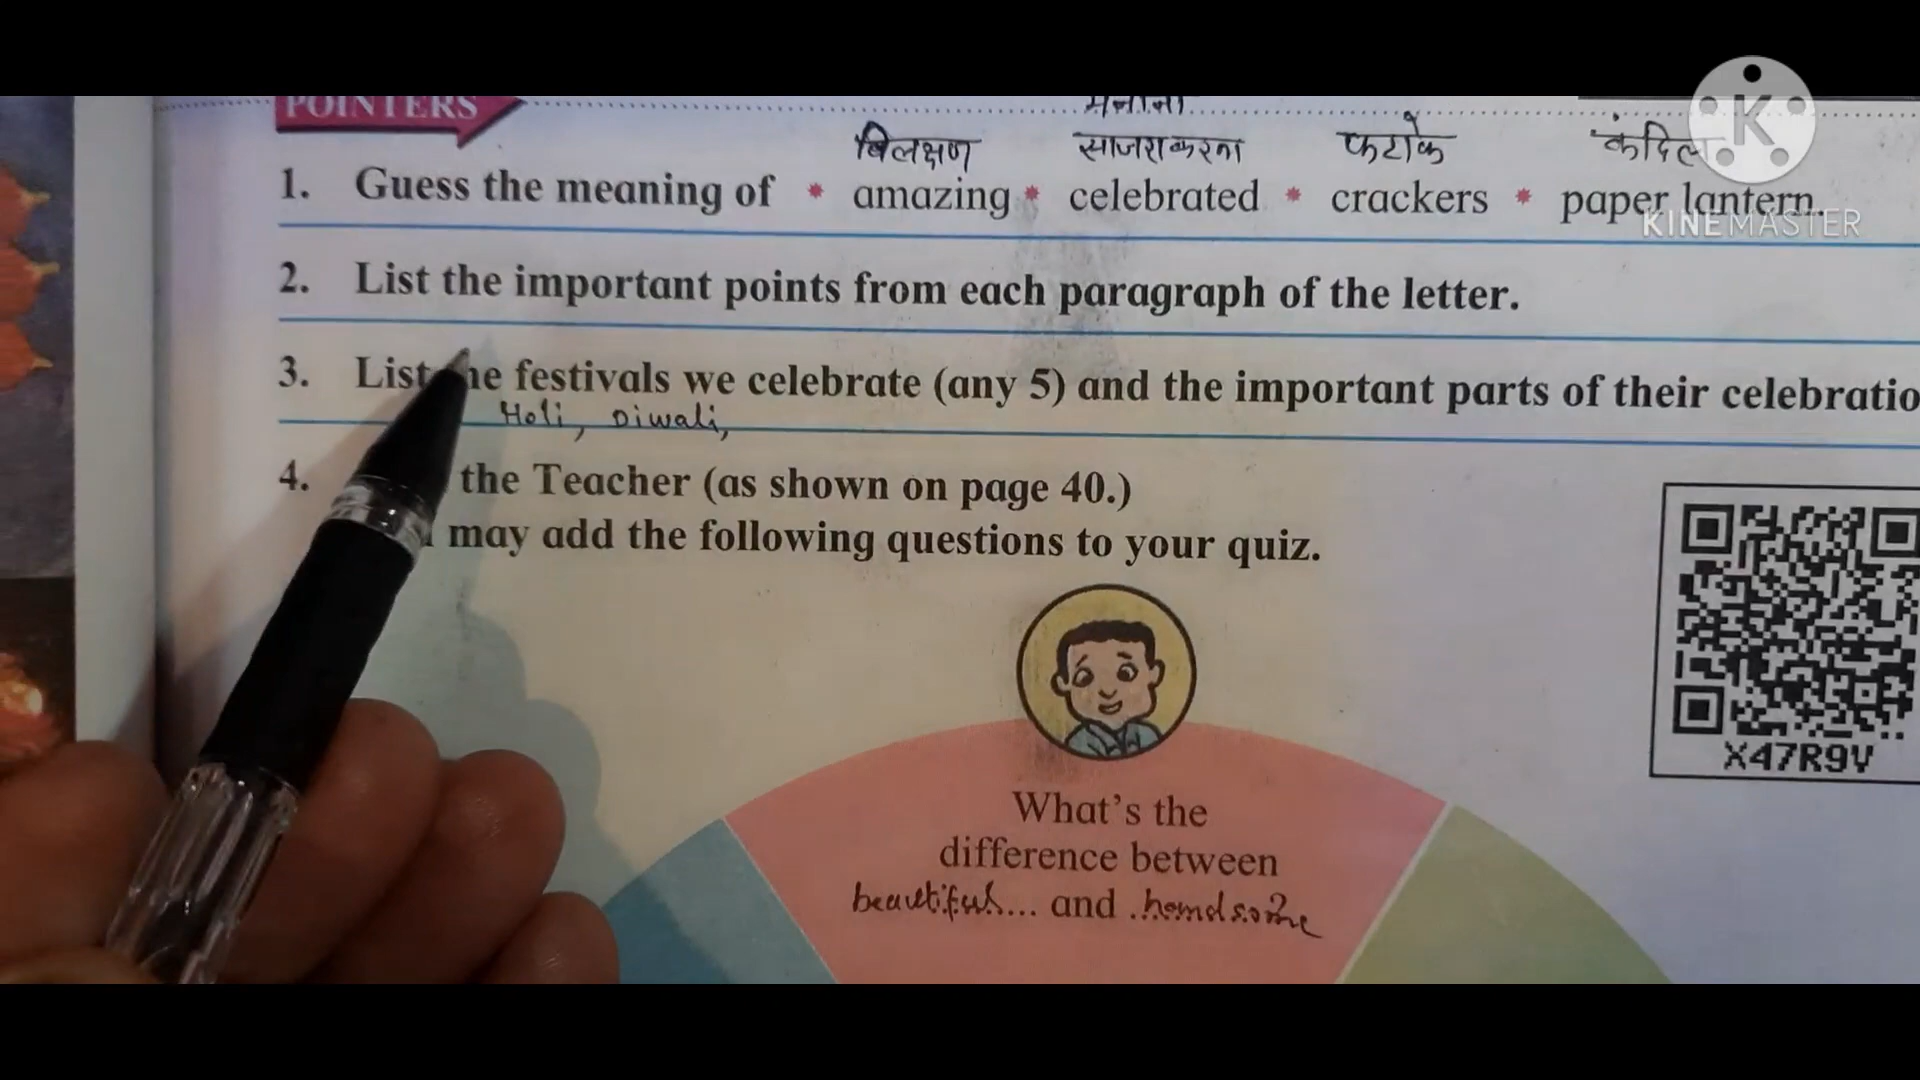 POINTERS
मनाना
विलक्षण साजराकरना फटाके कंदिल
1. Guess the meaning of * amazing * celebrated * crackers * paper lantern.
KINEMASTER
2. List the important points from each paragraph of the letter.
3. List the festivals we celebrate (any 5) and the important parts of their celebratio
Holi, Diwali,
4. the Teacher (as shown on page 40.)
may add the following questions to your quiz.
X47R9V
What's the
difference between
beautiful... and .handsome